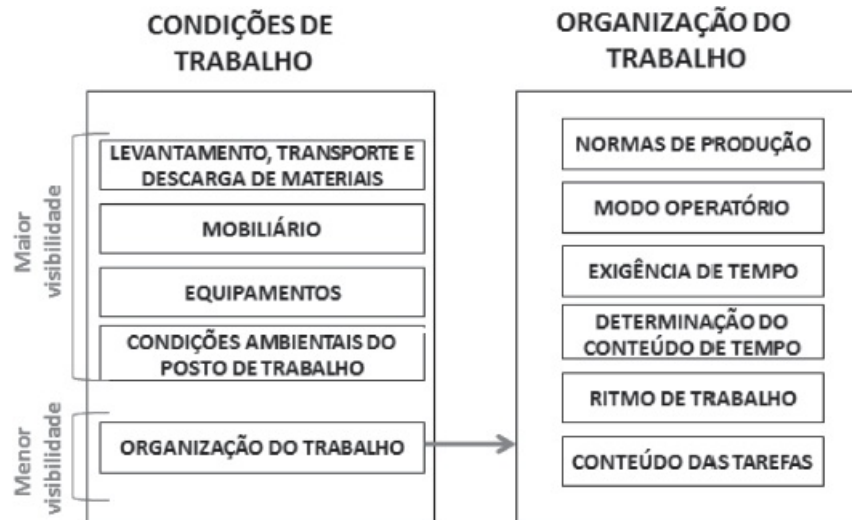 CONDIÇÕES DE
TRABALHO
Maior
visibilidade
LEVANTAMENTO, TRANSPORTE E
DESCARGA DE MATERIAIS
MOBILIÁRIO
EQUIPAMENTOS
CONDIÇÕES AMBIENTAIS DO
POSTO DE TRABALHO
Menor
visibilidade
ORGANIZAÇÃO DO TRABALHO
ORGANIZAÇÃO DO
TRABALHO
NORMAS DE PRODUÇÃO
MODO OPERATÓRIO
EXIGÊNCIA DE TEMPO
DETERMINAÇÃO DO
CONTEÚDO DE TEMPO
RITMO DE TRABALHO
CONTEÚDO DAS TAREFAS